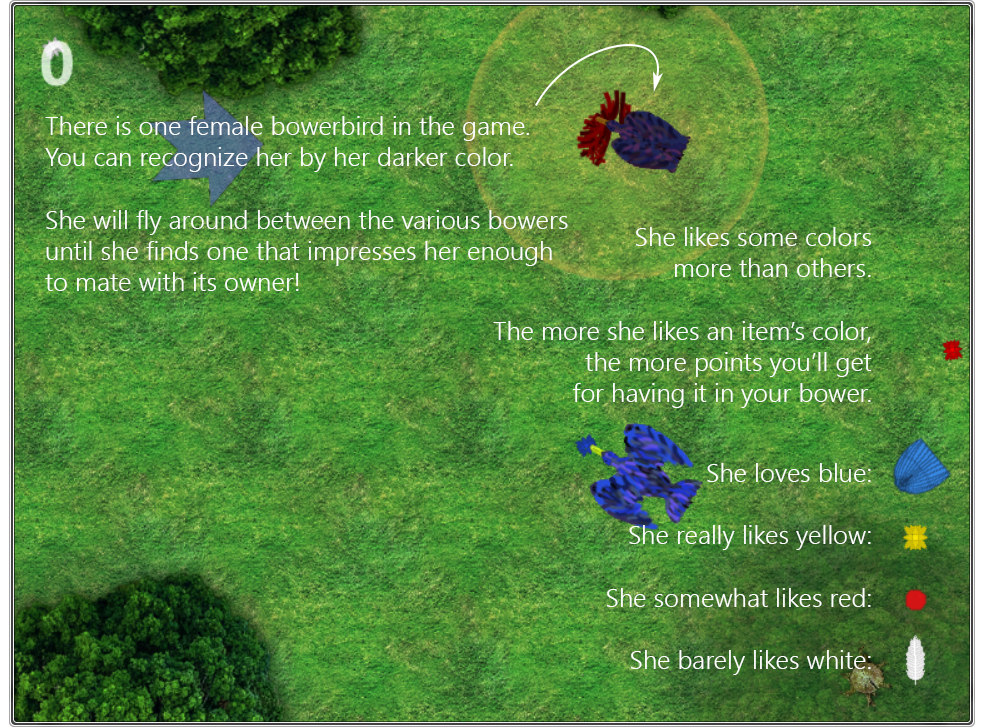 0
There is one female bowerbird in the game.
You can recognize her by her darker color.
She will fly around between the various bowers
until she finds one that impresses her enough
to mate with its owner!
She likes some colors
more than others.
The more she likes an item's color,
the more points you'll get
for having it in your bower.
She loves blue:
She really likes yellow:
She somewhat likes red:
She barely likes white: